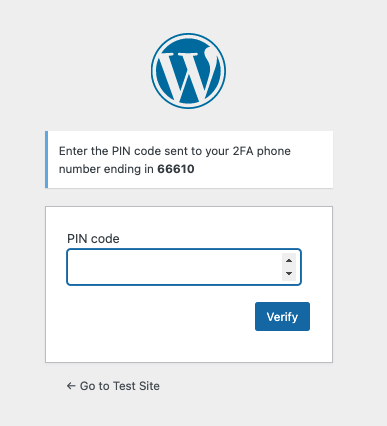 Enter the PIN code sent to your 2FA phone
number ending in 66610
PIN code
Verify
← Go to Test Site